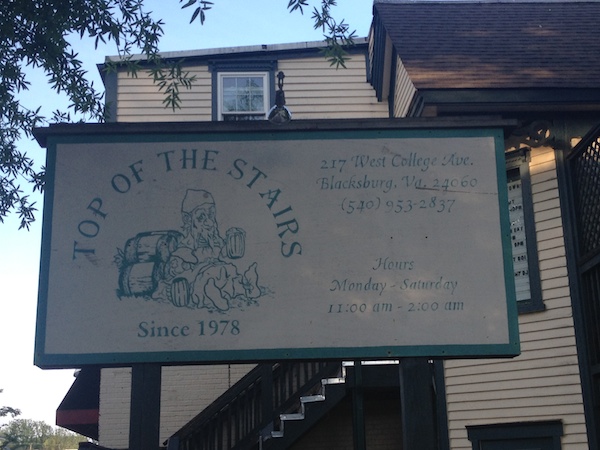 TOP OF THE STAIRS
Since 1978
217 West College Ave.
Blacksburg, Va. 24060
(540) 953-2837
Hours
Monday - Saturday
11:00 am - 2:00 am